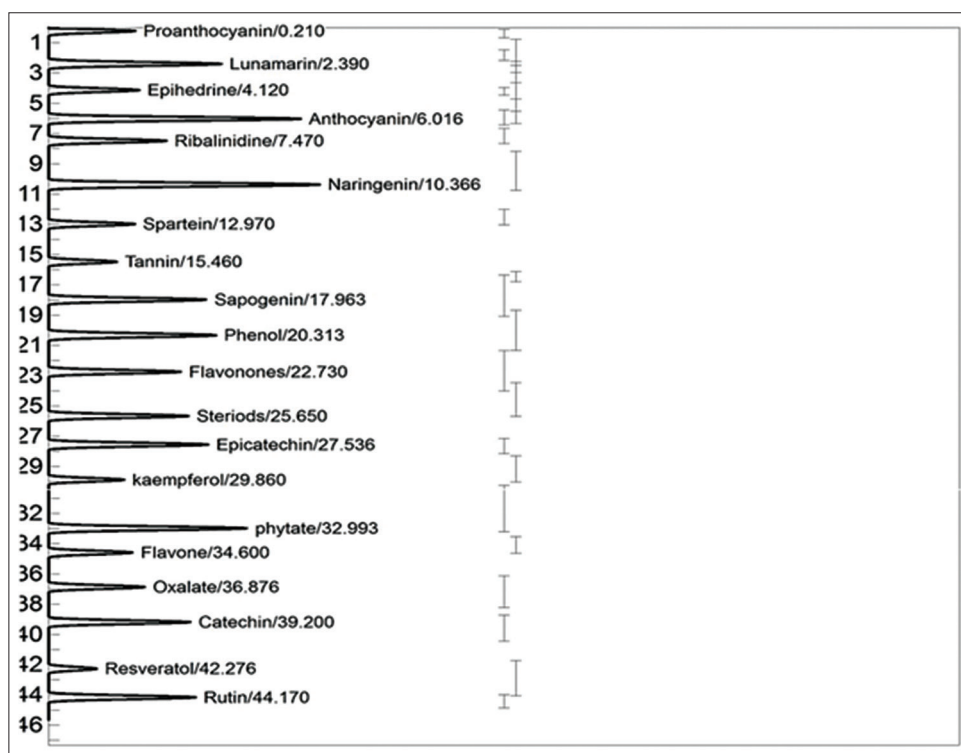 Proanthocyanin/0.210
1
Lunamarin/2.390
3
Epihedrine/4.120
5
Anthocyanin/6.016
7
Ribalinidine/7.470
9
Naringenin/10.366
11
13 Spartein/12.970
15
Tannin/15.460
17
Sapogenin/17.963
19
Phenol/20.313
21
Flavonones/22.730
23
25
Steriods/25.650
27
Epicatechin/27.536
29
kaempferol/29.860
32
phytate/32.993
34
Flavone/34.600
36
Oxalate/36.876
38
Catechin/39.200
40
42
Resveratol/42.276
44
Rutin/44.170
46